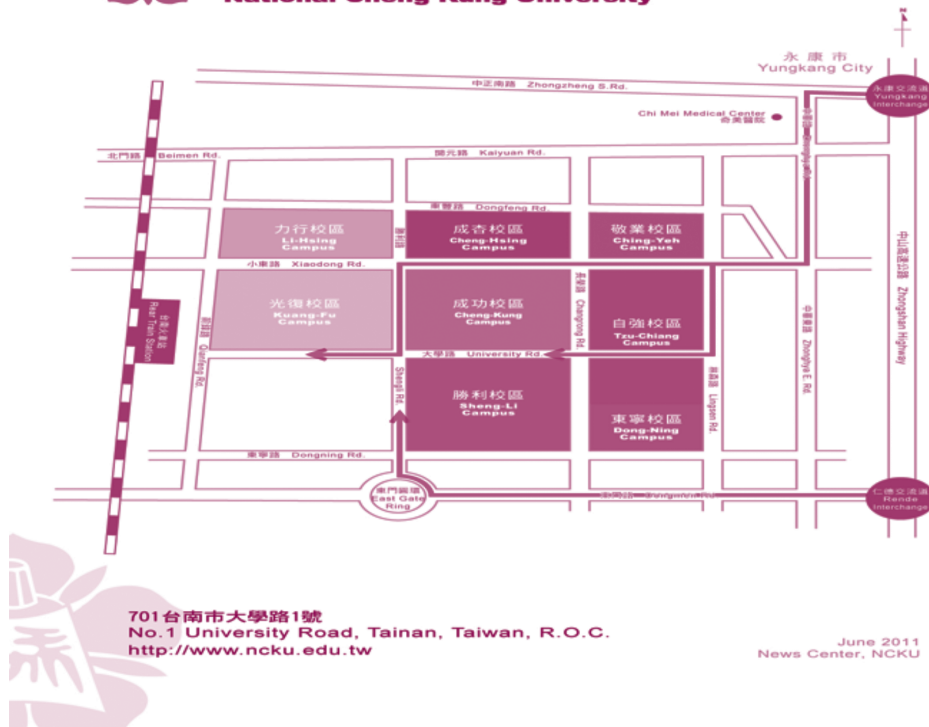 National Cheng Kung University
N
永康市
Yungkang City
中正南路 Zhongzheng S.Rd.
永康交流道
Yungkang
Interchange
Chi Mei Medical Center
奇美醫院
北門路 Beimen Rd.
開元路 Kaiyuan Rd.
東豐路 Dongfeng Rd.
力行校區
Li-Hsing
Campus
勝利路
成杏校區
Cheng-Hsing
Campus
敬業校區
Ching-Yeh
Campus
中山高速公路 Zhongshan Highway
小東路 Xiaodong Rd.
光復校區
Kuang-Fu
Campus
成功校區
Cheng-Kung
Campus
長榮路 Changrong Rd.
自強校區
Tzu-Chiang
Campus
台南火車站
Rear Train Station
Qianfeng Rd.
中華東路 Zhonghya E. Rd.
大學路 University Rd.
Shengli Rd.
勝利校區
Sheng-Li
Campus
林森路 Lingsen Rd.
東寧校區
Dong-Ning
Campus
東寧路 Dongning Rd.
東門圓環
East Gate
Ring
仁德交流道
Rende
Interchange
701台南市大學路1號
No.1 University Road, Tainan, Taiwan, R.O.C.
http://www.ncku.edu.tw
June 2011
News Center, NCKU